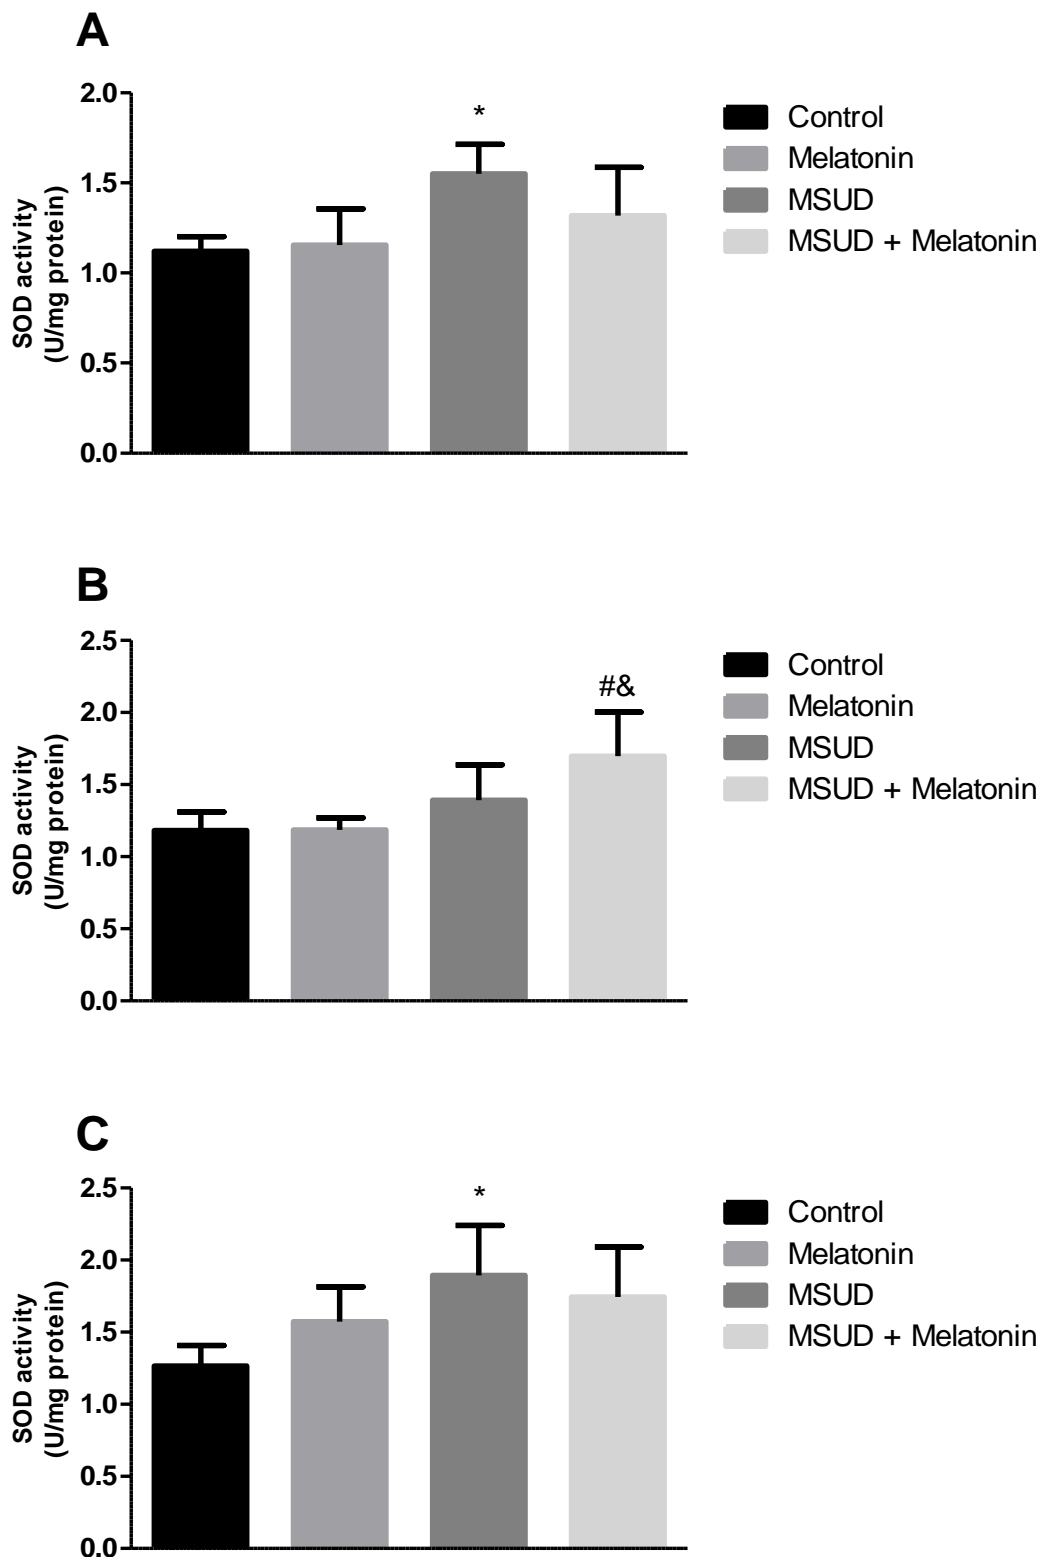 A
2.0
1.5
1.0
0.5
0.0
SOD activity
(U/mg protein)
*
Control
Melatonin
MSUD
MSUD + Melatonin
B
2.5
2.0
1.5
1.0
0.5
0.0
SOD activity
(U/mg protein)
#&
Control
Melatonin
MSUD
MSUD + Melatonin
C
2.5
2.0
1.5
1.0
0.5
0.0
SOD activity
(U/mg protein)
*
Control
Melatonin
MSUD
MSUD + Melatonin